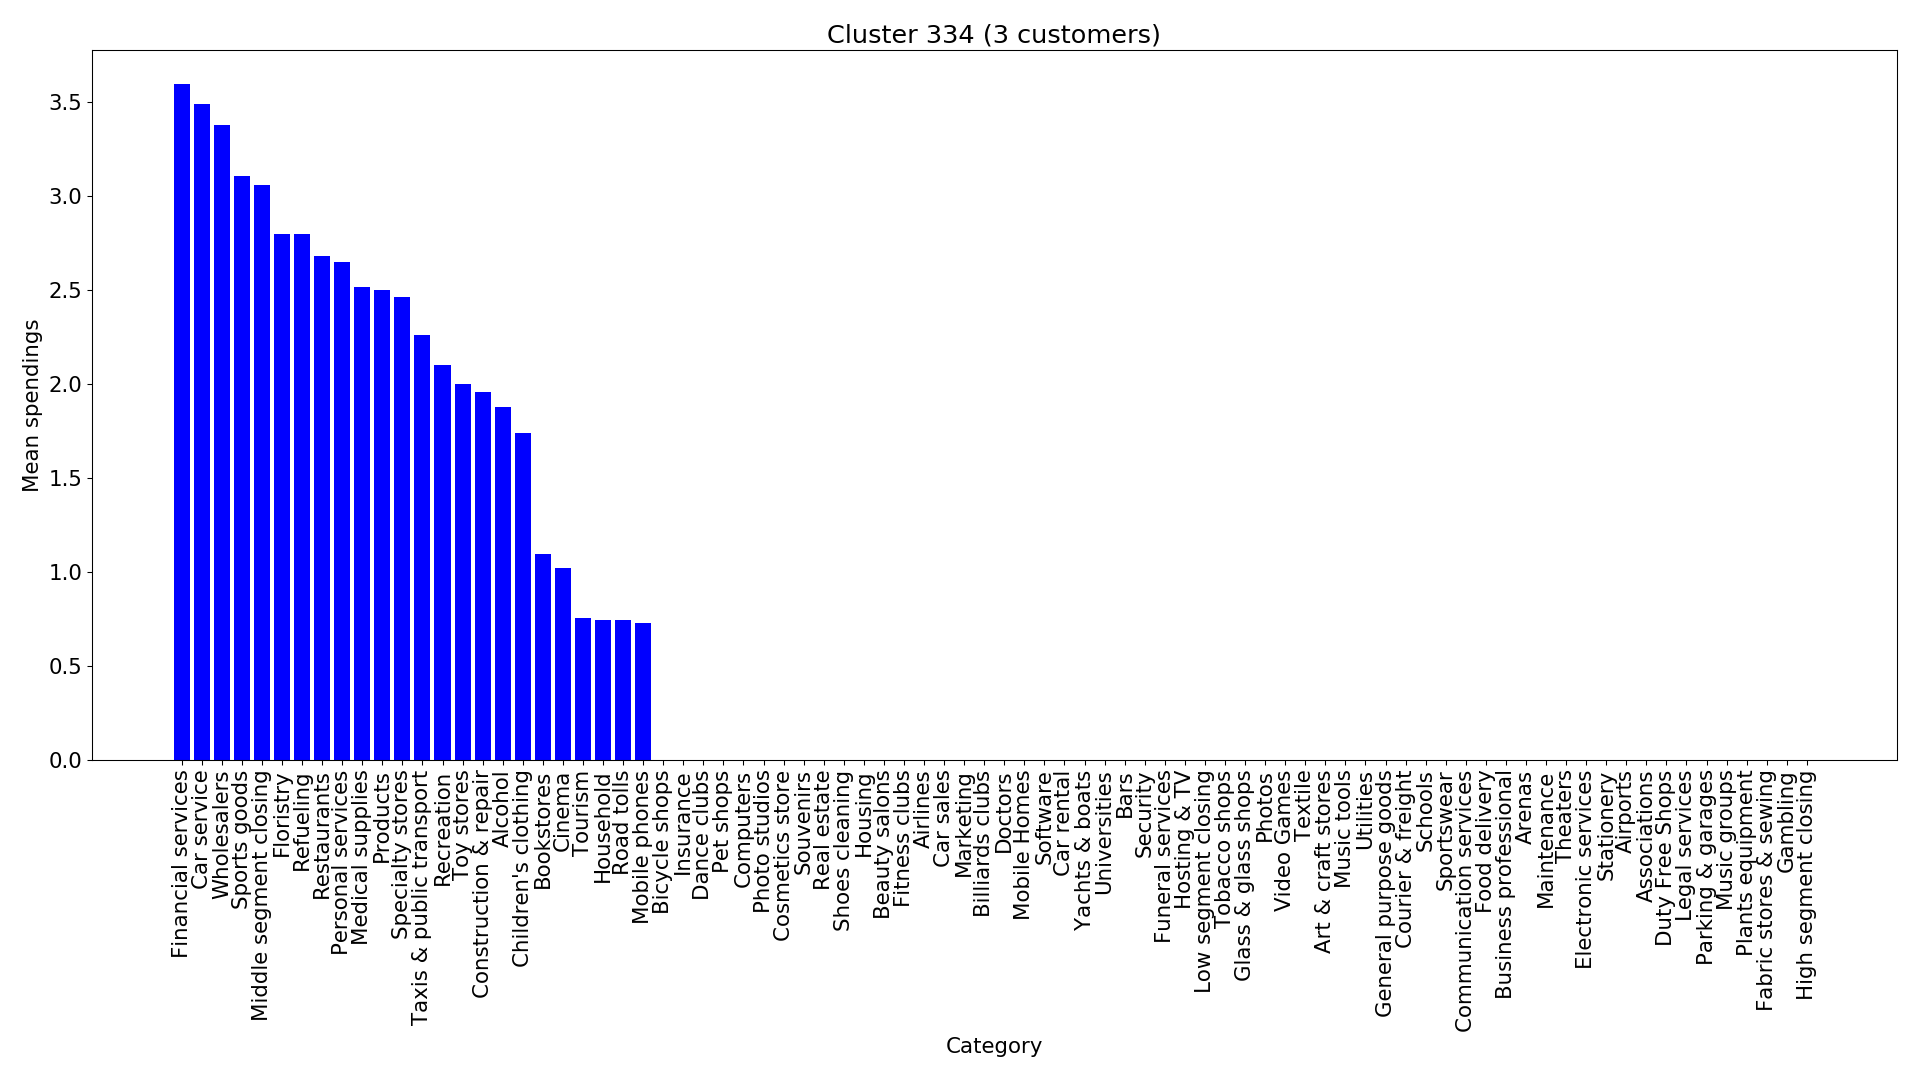 Cluster 334 (3 customers)
Mean spendings
3.5
3.0
2.5
2.0
1.5
1.0
0.5
0.0
Financial services
Car service
Wholesalers
Sports goods
Middle segment closing
Floristry
Refueling
Restaurants
Personal services
Medical supplies
Products
Specialty stores
Taxis & public transport
Recreation
Toy stores
Construction & repair
Alcohol
Children's clothing
Bookstores
Cinema
Tourism
Household
Road tolls
Mobile phones
Bicycle shops
Insurance
Dance clubs
Pet shops
Computers
Photo studios
Cosmetics store
Souvenirs
Real estate
Shoes cleaning
Housing
Beauty salons
Fitness clubs
Airlines
Car sales
Marketing
Billiards clubs
Doctors
Mobile Homes
Software
Car rental
Yachts & boats
Universities
Bars
Security
Funeral services
Hosting & TV
Low segment closing
Tobacco shops
Glass & glass shops
Photos
Video Games
Textile
Art & craft stores
Music tools
Utilities
General purpose goods
Courier & freight
Schools
Sportswear
Communication services
Food delivery
Business professional
Arenas
Maintenance
Theaters
Electronic services
Stationery
Airports
Associations
Duty Free Shops
Legal services
Parking & garages
Music groups
Plants equipment
Fabric stores & sewing
Gambling
High segment closing
Category